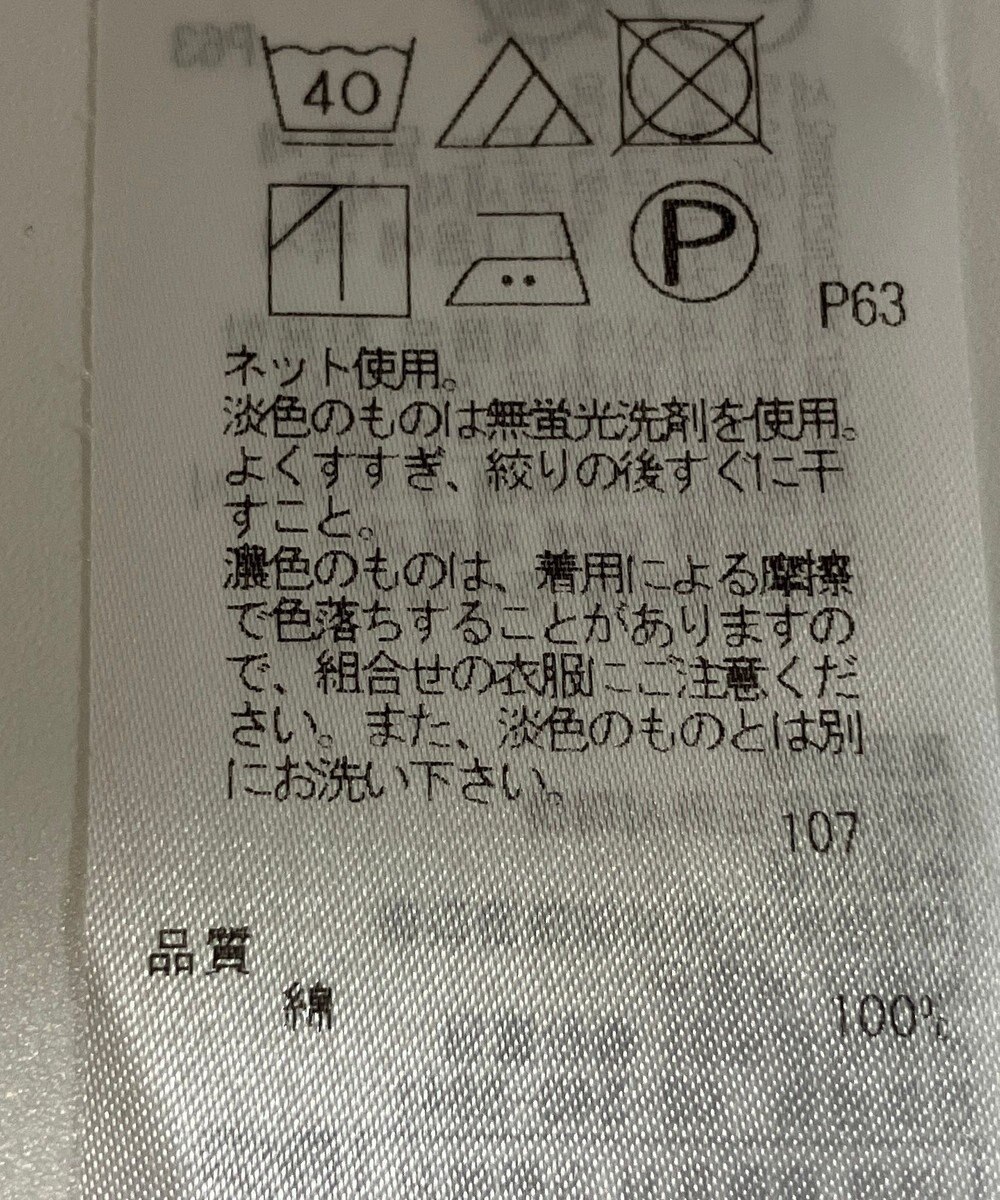 40
P
P63
ネット使用。
淡色のものは無蛍光洗剤を使用。
よくすすぎ、絞りの後すぐに干
すこと。
濃色のものは、着用による摩擦
で色落ちすることがありますの
で、組合せの衣服にご注意くだ
さい。また、淡色のものとは別
にお洗い下さい。
107
品質
綿 100%